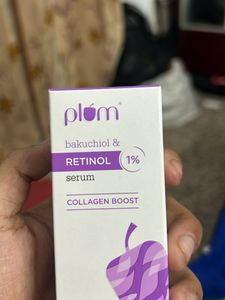 plum®
bakuchiol &
RETINOL 1%
serum
COLLAGEN BOOST